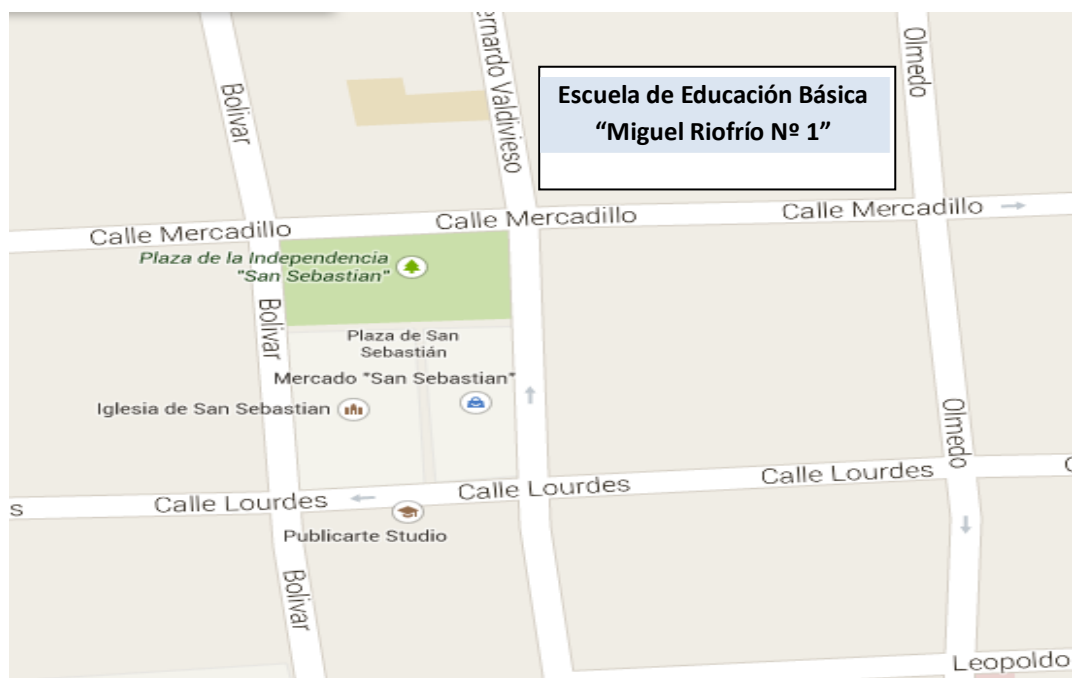 ernardo Valdivieso
Olmedo
Bolivar
Escuela de Educación Básica
“Miguel Riofrío Nº 1”
Calle Mercadillo
Calle Mercadillo
Calle Mercadillo
Plaza de la Independencia
"San Sebastian"
Bolivar
Plaza de San
Sebastián
Mercado "San Sebastian"
Iglesia de San Sebastian
Olmedo
s
Calle Lourdes
Calle Lourdes
Calle Lourdes
C
Publicarte Studio
Bolivar
Leopoldo